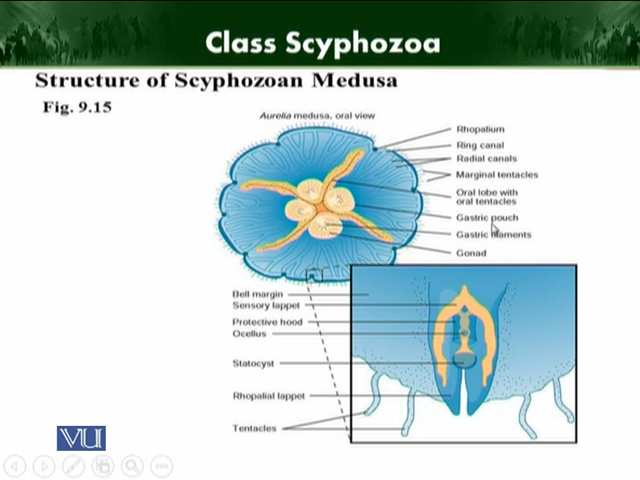 Class Scyphozoa
Structure of Scyphozoan Medusa
Fig. 9.15
Aurelia medusa, oral view
Rhopalium
Ring canal
Radial canals
Marginal tentacles
Oral lobe with
oral tentacles
Gastric pouch
Gastric filaments
Gonad
Bell margin
Sensory lappet
Protective hood
Ocellus
Statocyst
Rhopalial lappet
Tentacles
VU